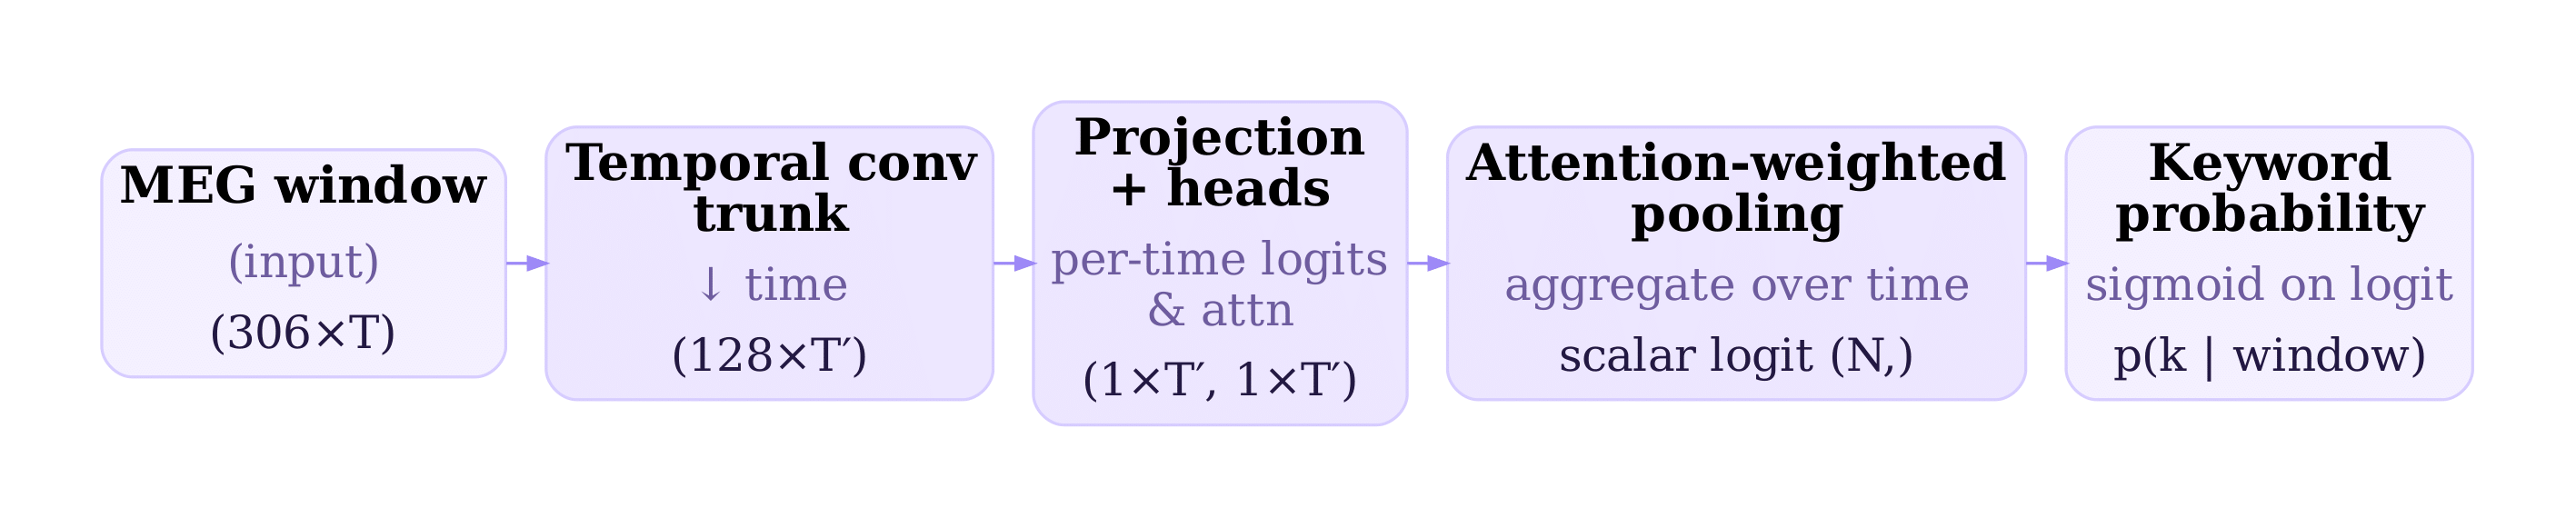 MEG window
(input)
(306×T)
Temporal conv
trunk
↓ time
(128×T′)
Projection
+ heads
per-time logits
& attn
(1×T′, 1×T′)
Attention-weighted
pooling
aggregate over time
scalar logit (N,)
Keyword
probability
sigmoid on logit
p(k | window)